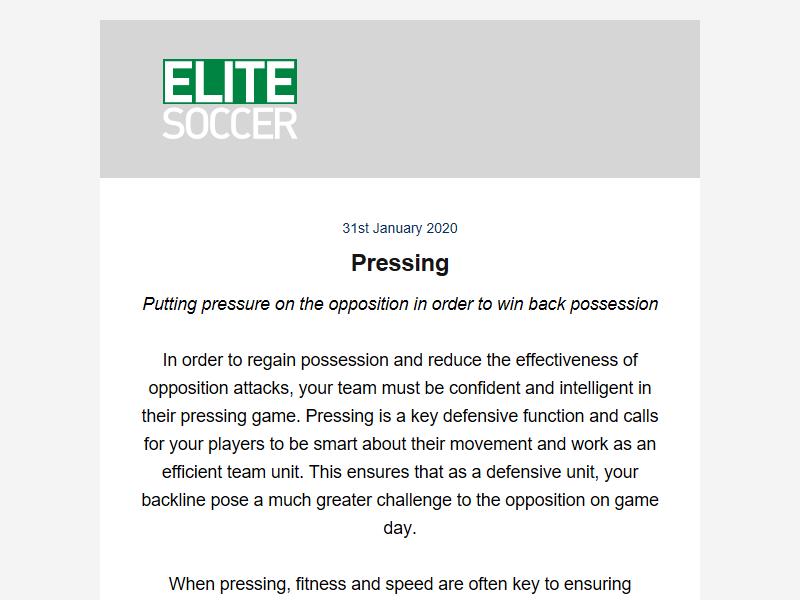 ELITE
SOCCER
31st January 2020
Pressing
Putting pressure on the opposition in order to win back possession
In order to regain possession and reduce the effectiveness of
opposition attacks, your team must be confident and intelligent in
their pressing game. Pressing is a key defensive function and calls
for your players to be smart about their movement and work as an
efficient team unit. This ensures that as a defensive unit, your
backline pose a much greater challenge to the opposition on game
day.
When pressing, fitness and speed are often key to ensuring